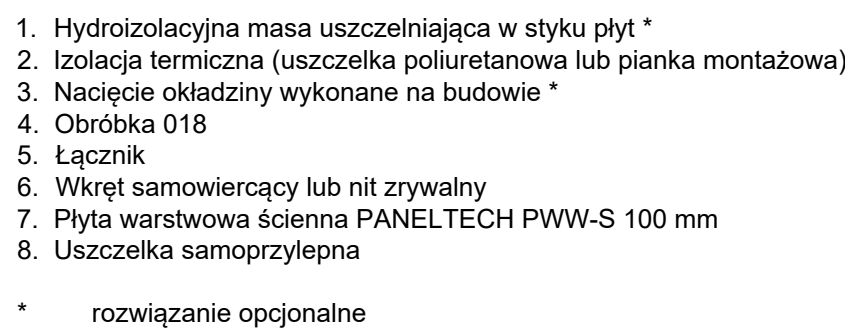 1. Hydroizolacyjna masa uszczelniająca w styku płyt *
2. Izolacja termiczna (uszczelka poliuretanowa lub pianka montażowa)
3. Nacięcie okładziny wykonane na budowie *
4. Obróbka 018
5. Łącznik
6. Wkręt samowiercący lub nit zrywalny
7. Płyta warstwowa ścienna PANELTECH PWW-S 100 mm
8. Uszczelka samoprzylepna
* rozwiązanie opcjonalne